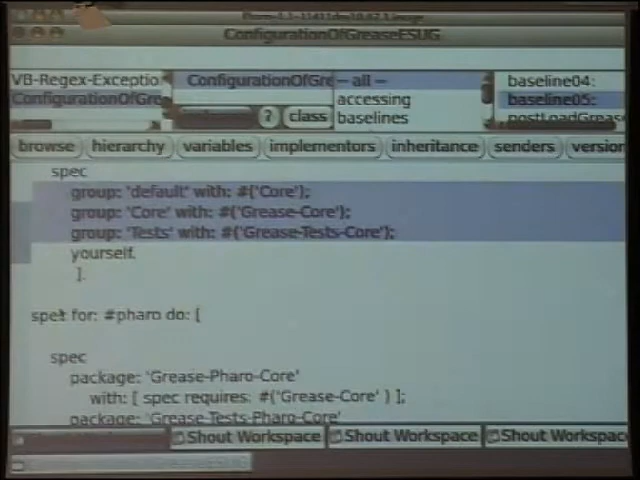 ConfigurationOfGreaseESUG
VB-Regex-Exceptio
ConfigurationOfGre
ConfigurationOfGre
-- all --
accessing
baselines
baseline04:
baseline05:
postLoadGrease
? class
browse hierarchy variables implementors inheritance senders version
spec
group: 'default' with: #('Core');
group: 'Core' with: #('Grease-Core');
group: 'Tests' with: #('Grease-Tests-Core');
yourself.
].
spec for: #pharo do: [
spec
package: 'Grease-Pharo-Core'
with: [ spec requires: #('Grease-Core' ) ];
package: 'Grease-Tests-Pharo-Core'
Shout Workspace Shout Workspace Shout Workspac